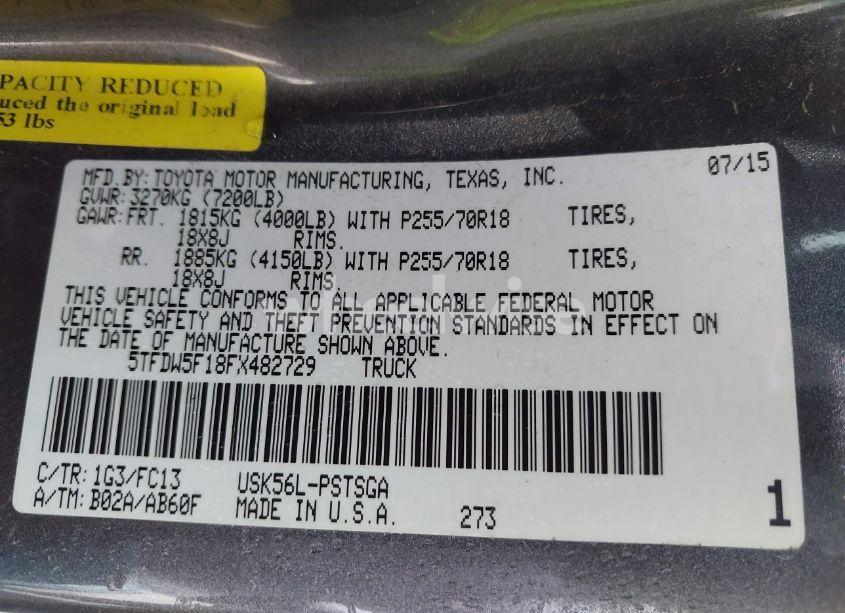 PACITY REDUCED
uced the original load
53 lbs
MFD.BY:TOYOTA MOTOR MANUFACTURING, TEXAS, INC. 07/15
GVWR:3270KG (7200LB)
GAWR:FRT. 1815KG (4000LB) WITH P255/70R18 TIRES,
18X8J RIMS.
RR. 1885KG (4150LB) WITH P255/70R18 TIRES,
18X8J RIMS.
THIS VEHICLE CONFORMS TO ALL APPLICABLE FEDERAL MOTOR
VEHICLE SAFETY AND THEFT PREVENTION STANDARDS IN EFFECT ON
THE DATE OF MANUFACTURE SHOWN ABOVE.
5TFDW5F18FX482729 TRUCK
C/TR:1G3/FC13 USK56L-PSTSGA
A/TM:B02A/AB60F MADE IN U.S.A. 273 1